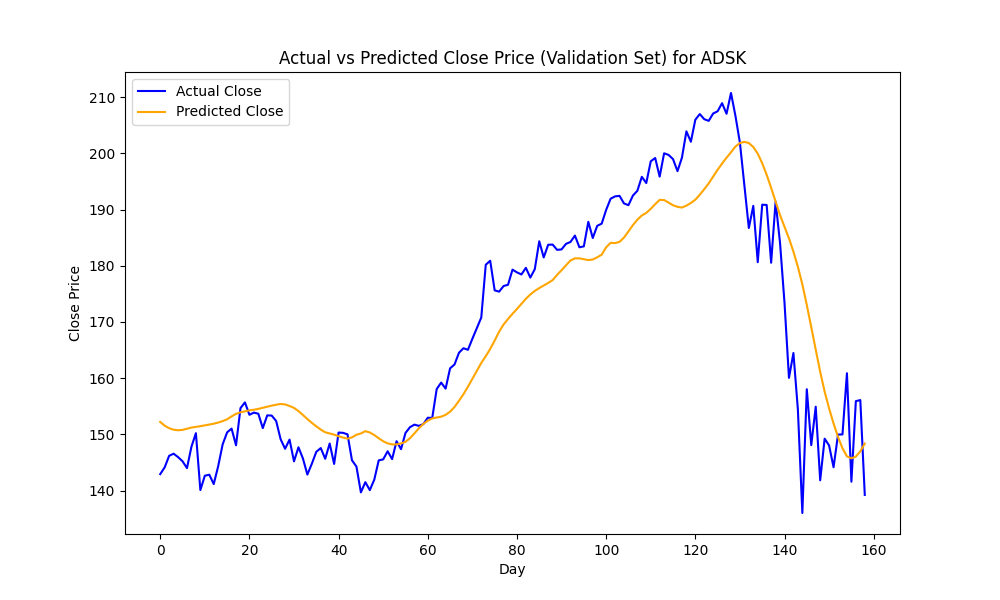 Actual vs Predicted Close Price (Validation Set) for ADSK
Actual Close
Predicted Close
210
200
190
180
170
160
150
140
Close Price
0 20 40 60 80 100 120 140 160
Day